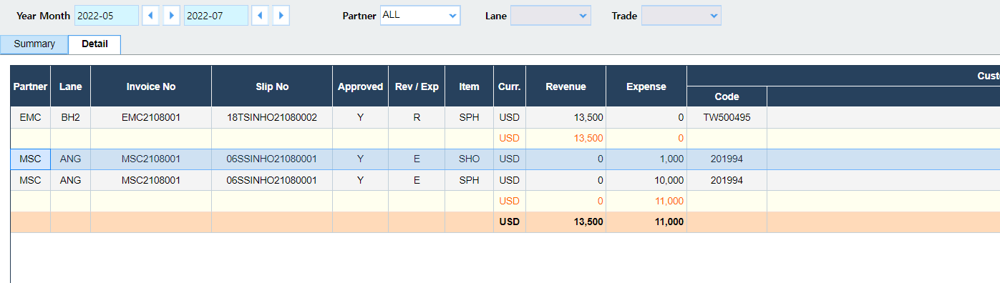 Year Month 2022-05 2022-07 Partner ALL Lane Trade
Summary Detail
Partner Lane Invoice No Slip No Approved Rev / Exp Item Curr. Revenue Expense Custo
Code
EMC BH2 EMC2108001 18TSINHO21080002 Y R SPH USD 13,500 0 TW500495
USD 13,500 0
MSC ANG MSC2108001 06SSINHO21080001 Y E SHO USD 0 1,000 201994
MSC ANG MSC2108001 06SSINHO21080001 Y E SPH USD 0 10,000 201994
USD 0 11,000
USD 13,500 11,000